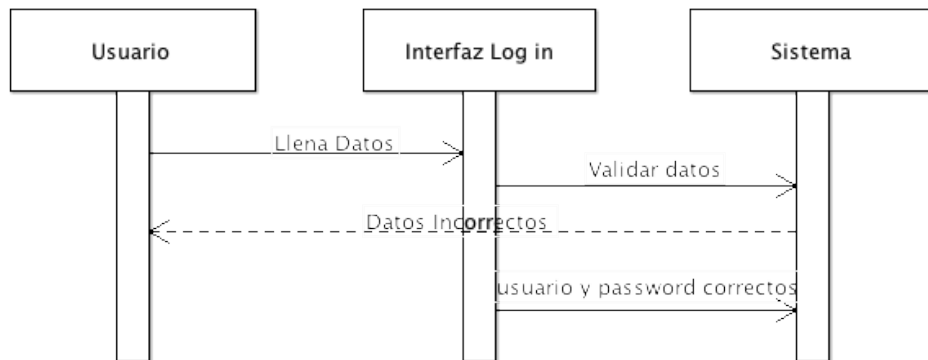 Usuario
Interfaz Log in
Sistema
Llena Datos
Validar datos
Datos Incorrectos
usuario y password correctos